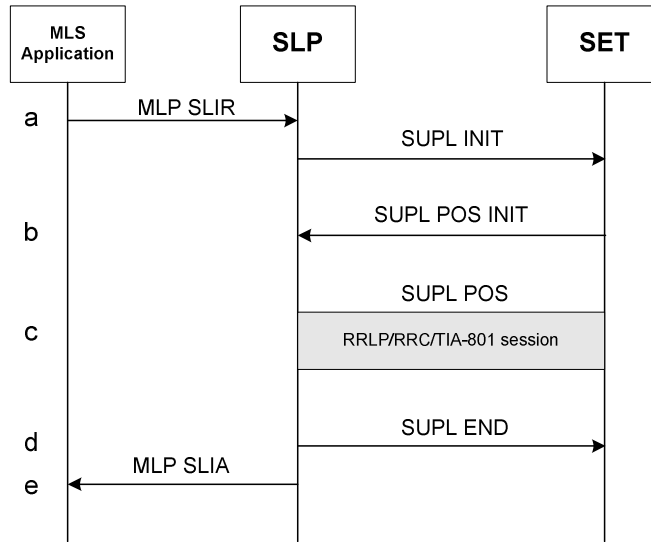 MLS
Application
SLP
SET
a
MLP SLIR
SUPL INIT
b
SUPL POS INIT
SUPL POS
c
RRLP/RRC/TIA-801 session
d
SUPL END
MLP SLIA
e